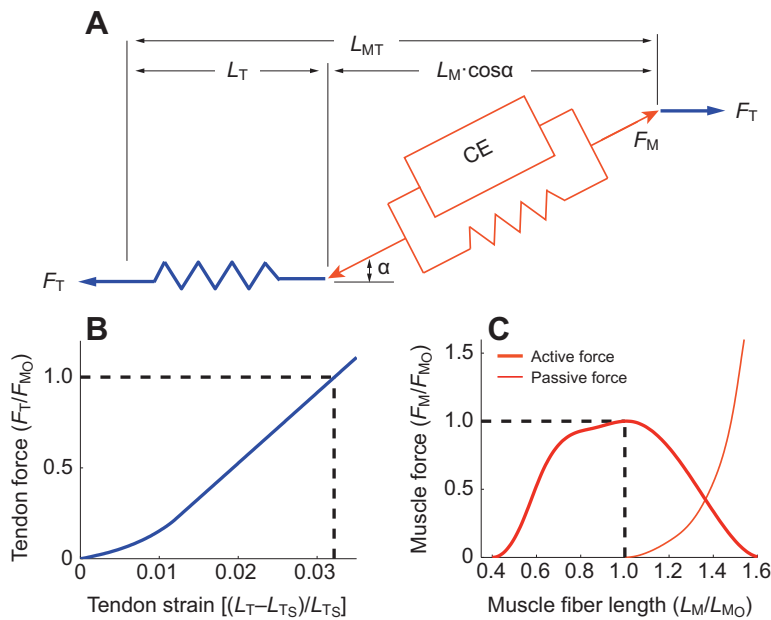 A
L_MT
L_T
L_M·cosα
F_T
F_M
CE
F_T
α
B
Tendon force (F_T/F_MO)
1.0
0.5
0
0
0.01
0.02
0.03
Tendon strain [(L_T–L_TS)/L_TS]
C
Muscle force (F_M/F_MO)
Active force
Passive force
1.5
1.0
0.5
0
0.4
0.6
0.8
1.0
1.2
1.4
1.6
Muscle fiber length (L_M/L_MO)